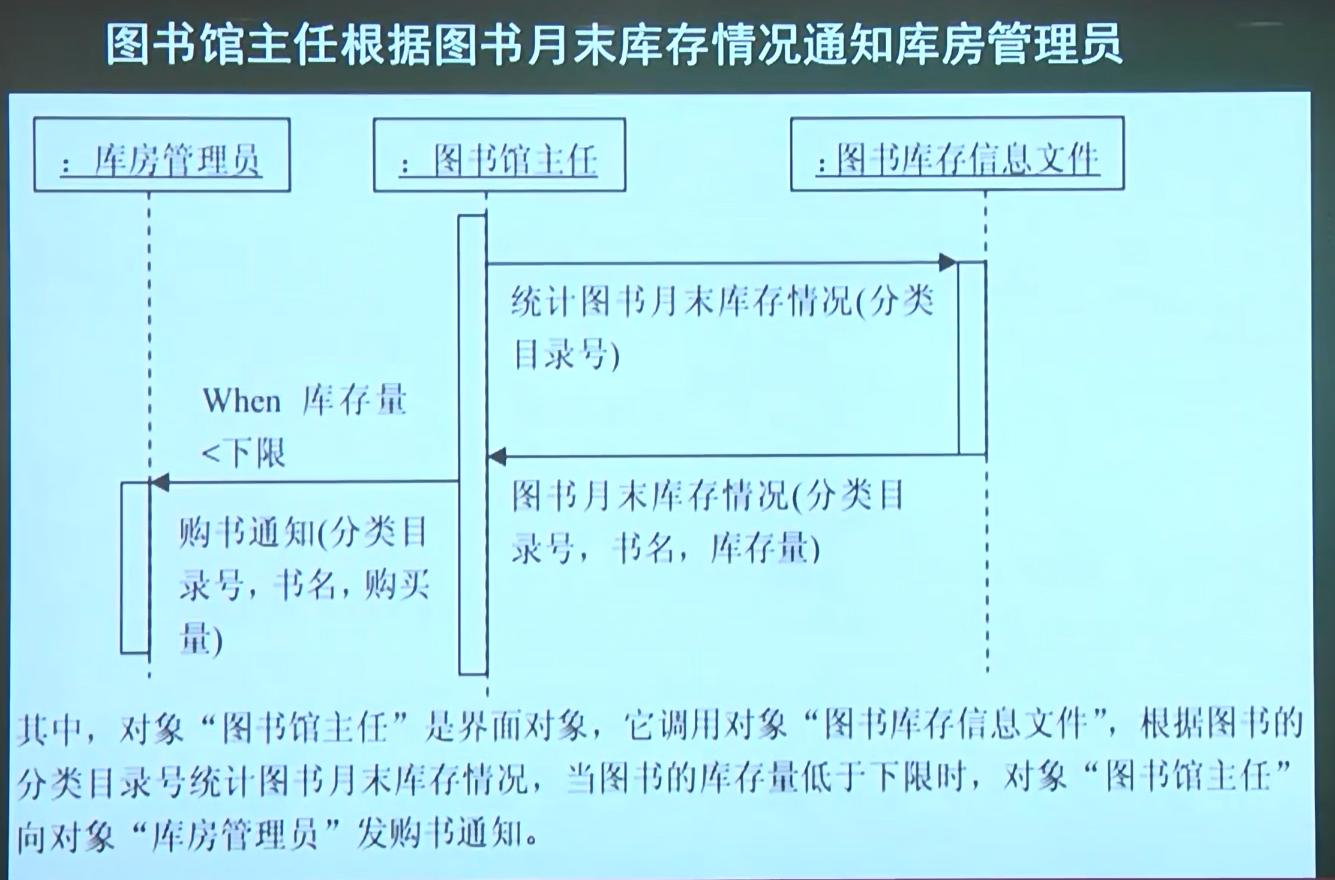 图书馆主任根据图书月末库存情况通知库房管理员
：库房管理员
：图书馆主任
:图书库存信息文件
统计图书月末库存情况(分类
目录号)
When 库存量
<下限
图书月末库存情况(分类目
录号，书名，库存量)
购书通知(分类目
录号，书名，购买
量)
其中，对象“图书馆主任”是界面对象，它调用对象“图书库存信息文件”，根据图书的
分类目录号统计图书月末库存情况，当图书的库存量低于下限时，对象“图书馆主任”
向对象“库房管理员”发购书通知。